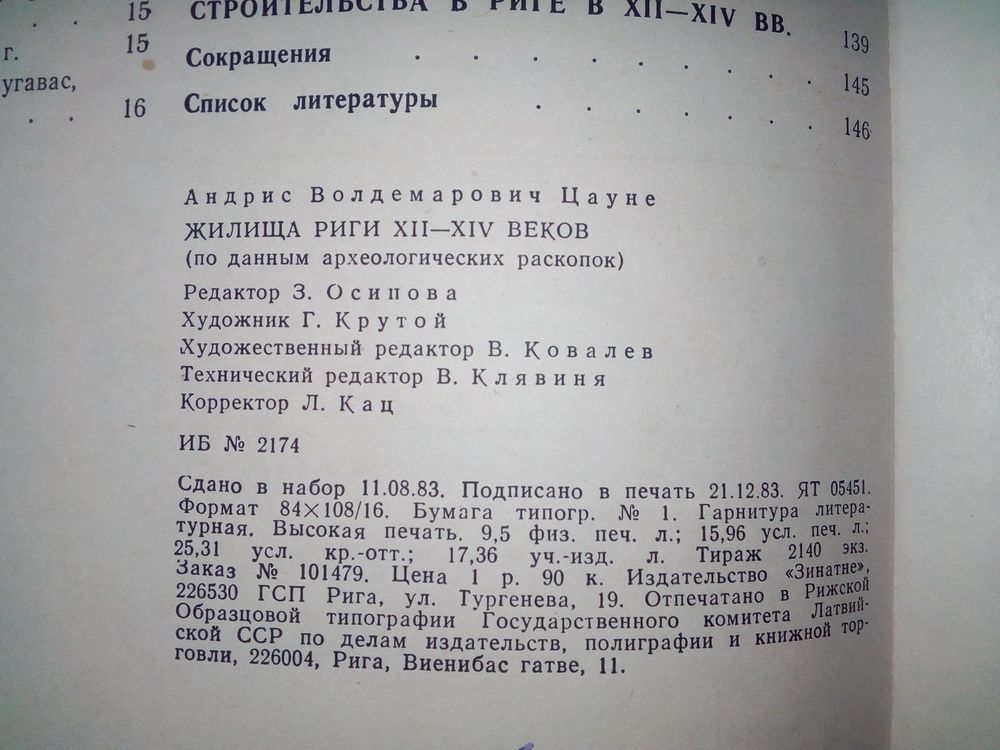 15
г.
15
угавас,
. .
16
СТРОИТЕЛЬСТВА В РИГЕ В XII—XIV ВВ. 139
Сокращения . . . . . . . . 145
Список литературы . . . . . . 146
Андрис Волдемарович Цауне
ЖИЛИЩА РИГИ XII—XIV ВЕКОВ
(по данным археологических раскопок)
Редактор З. Осипова
Художник Г. Крутой
Художественный редактор В. Ковалев
Технический редактор В. Клявиня
Корректор Л. Кац
ИБ № 2174
Сдано в набор 11.08.83. Подписано в печать 21.12.83. ЯТ 05451.
Формат 84×108/16. Бумага типогр. № 1. Гарнитура литера-
турная. Высокая печать. 9,5 физ. печ. л.; 15,96 усл. печ. л.;
25,31 усл. кр.-отт.; 17,36 уч.-изд. л. Тираж 2140 экз.
Заказ № 101479. Цена 1 р. 90 к. Издательство «Зинатне»,
226530 ГСП Рига, ул. Тургенева, 19. Отпечатано в Рижской
Образцовой типографии Государственного комитета Латвий-
ской ССР по делам издательств, полиграфии и книжной тор-
говли, 226004, Рига, Виенибас гатве, 11.